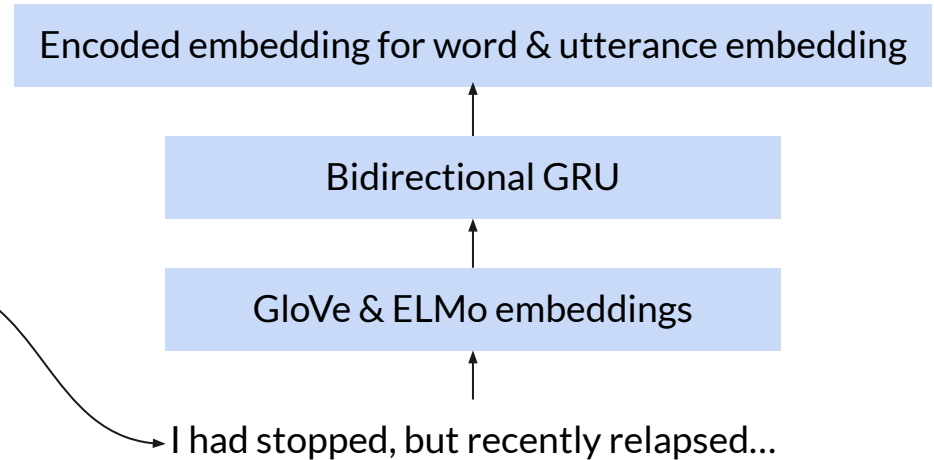 Encoded embedding for word & utterance embedding
Bidirectional GRU
GloVe & ELMo embeddings
I had stopped, but recently relapsed...